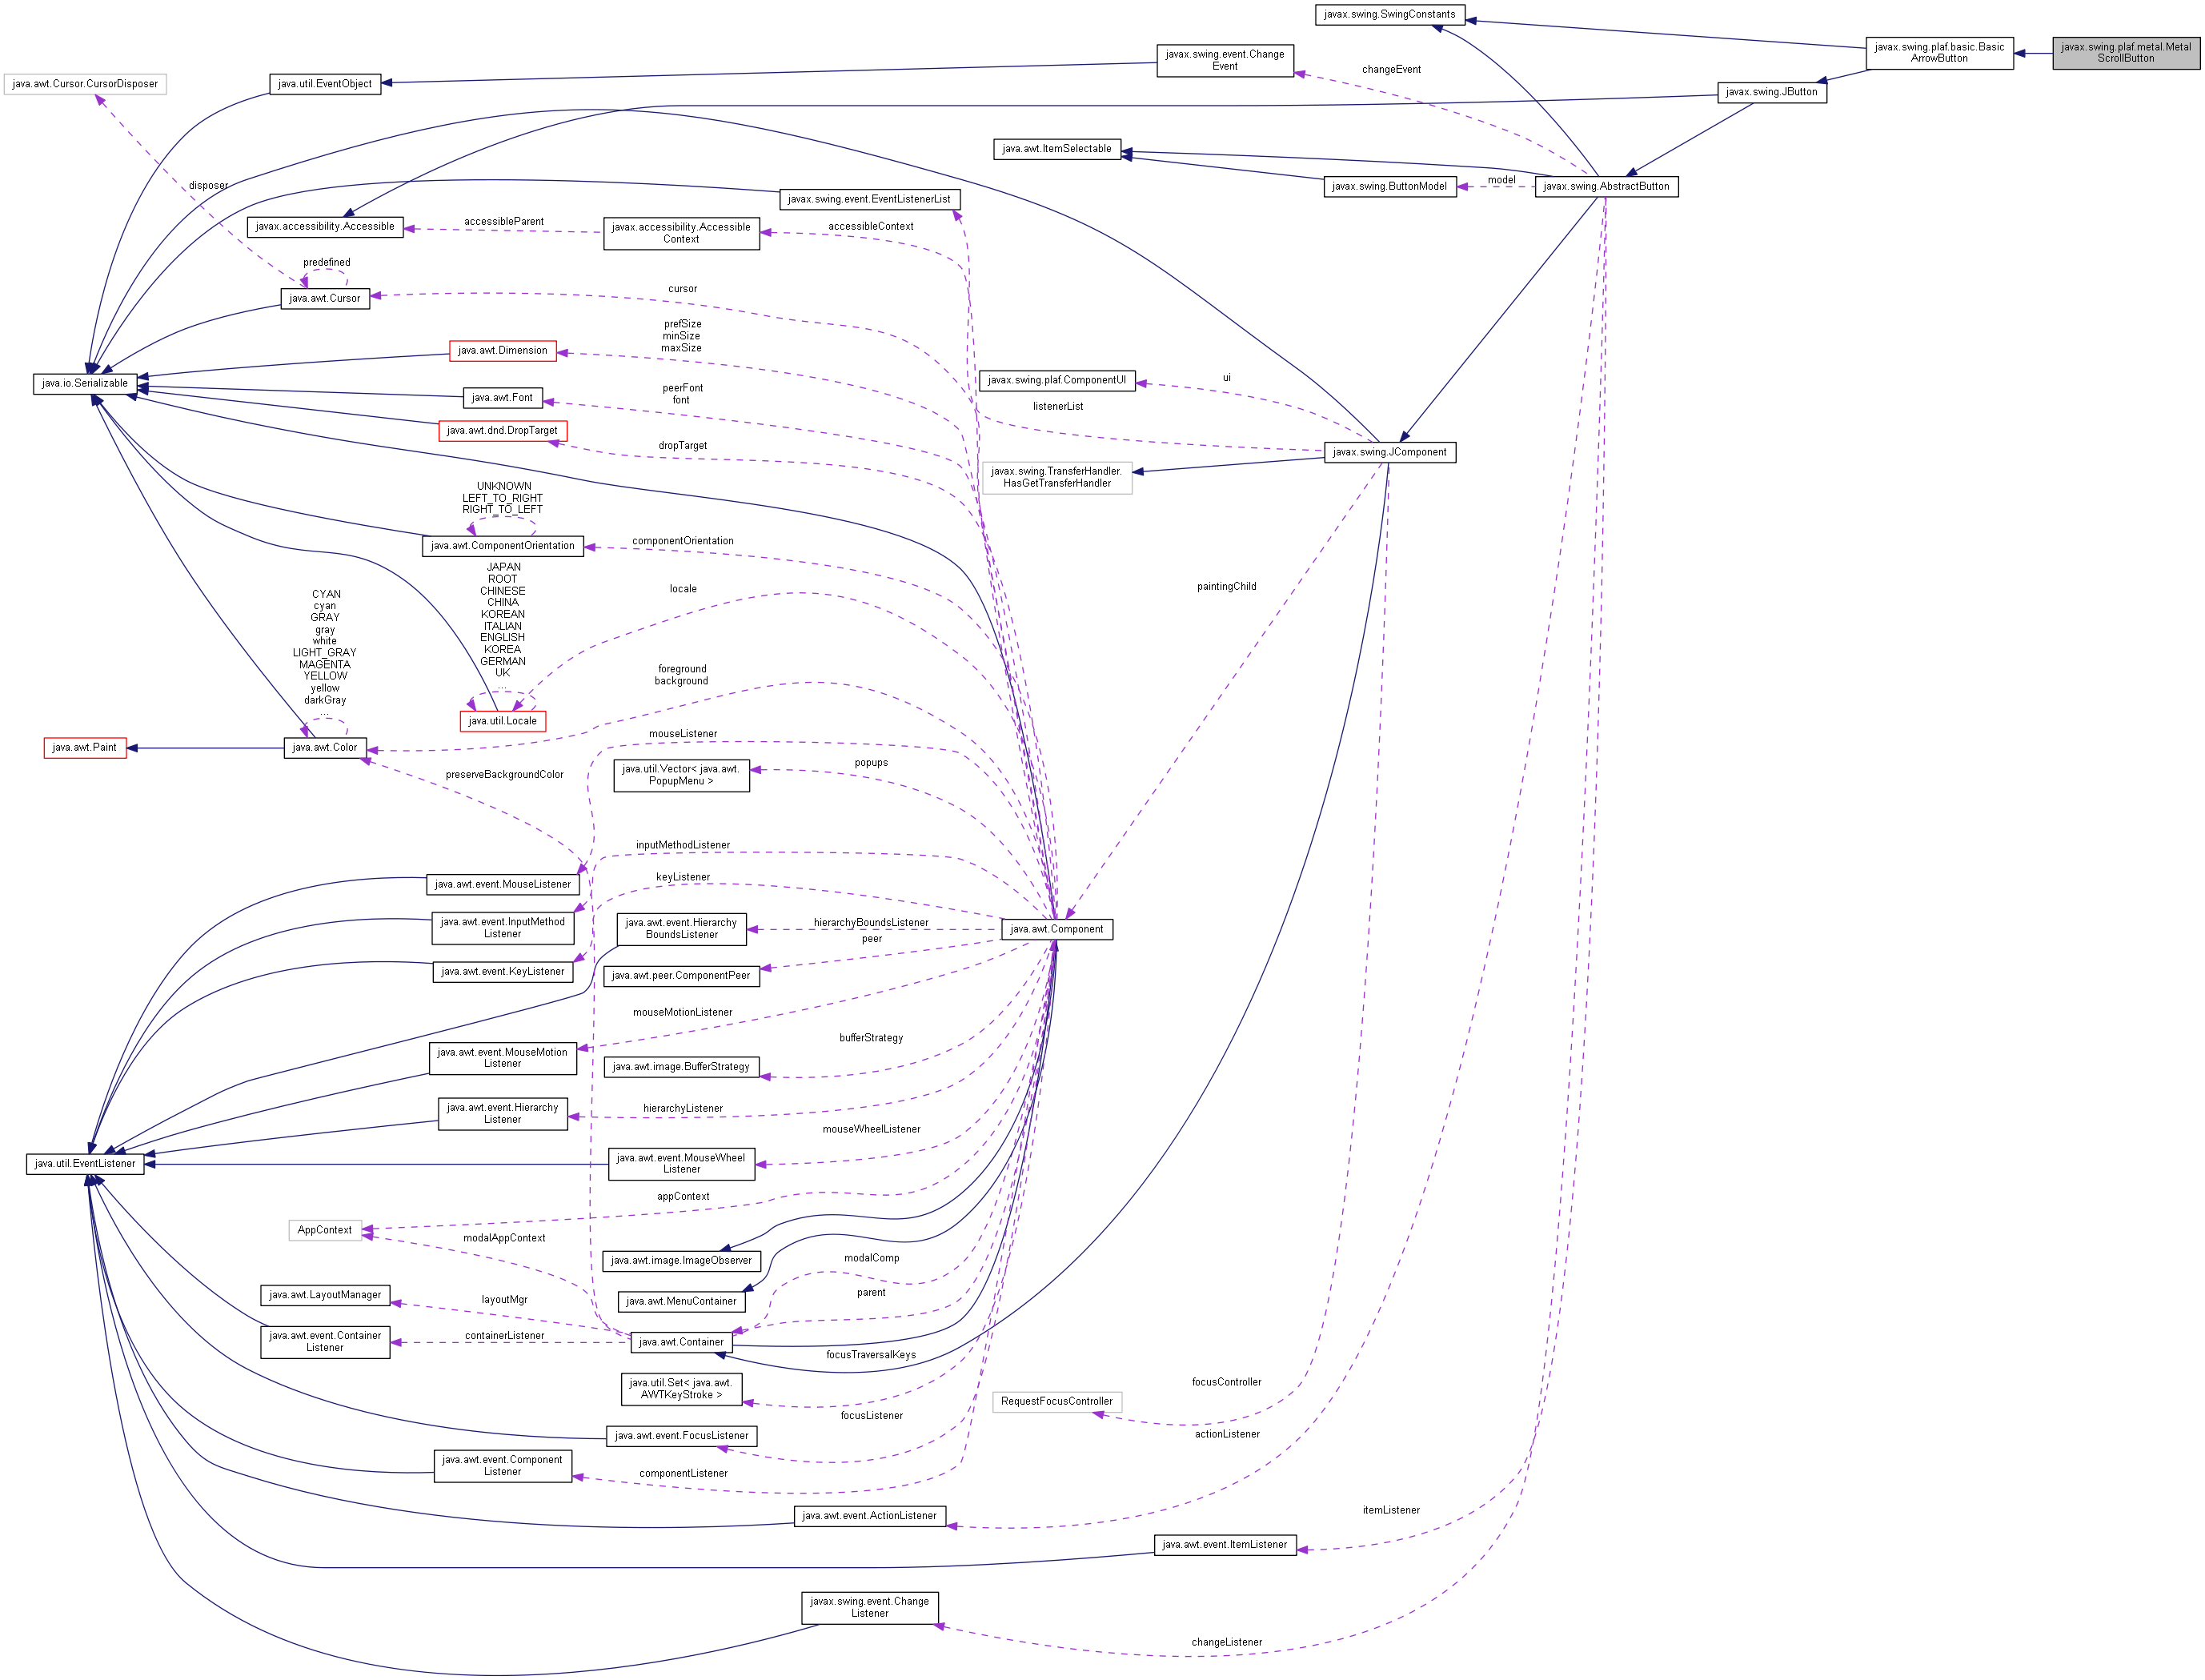 javax.swing.SwingConstants
javax.swing.plaf.basic.Basic
ArrowButton
javax.swing.plaf.metal.Metal
ScrollButton
javax.swing.event.Change
Event
changeEvent
java.awt.Cursor.CursorDisposer
java.util.EventObject
javax.swing.JButton
java.awt.ItemSelectable
disposer
javax.swing.ButtonModel
model
javax.swing.AbstractButton
javax.swing.event.EventListenerList
javax.accessibility.Accessible
accessibleParent
javax.accessibility.Accessible
Context
accessibleContext
predefined
java.awt.Cursor
cursor
prefSize
minSize
maxSize
java.awt.Dimension
java.io.Serializable
javax.swing.plaf.ComponentUI
ui
java.awt.Font
peerFont
font
listenerList
java.awt.dnd.DropTarget
dropTarget
javax.swing.JComponent
javax.swing.TransferHandler.
HasGetTransferHandler
UNKNOWN
LEFT_TO_RIGHT
RIGHT_TO_LEFT
java.awt.ComponentOrientation
componentOrientation
JAPAN
ROOT
CHINESE
CHINA
KOREAN
ITALIAN
ENGLISH
KOREA
GERMAN
UK
...
locale
paintingChild
CYAN
cyan
GRAY
gray
white
LIGHT_GRAY
MAGENTA
YELLOW
yellow
darkGray
...
foreground
background
java.util.Locale
java.awt.Paint
java.awt.Color
mouseListener
preserveBackgroundColor
java.util.Vector< java.awt.
PopupMenu >
popups
inputMethodListener
java.awt.event.MouseListener
keyListener
java.awt.event.InputMethod
Listener
java.awt.event.Hierarchy
BoundsListener
hierarchyBoundsListener
java.awt.Component
peer
java.awt.event.KeyListener
java.awt.peer.ComponentPeer
mouseMotionListener
java.awt.event.MouseMotion
Listener
java.awt.image.BufferStrategy
bufferStrategy
java.awt.event.Hierarchy
Listener
hierarchyListener
mouseWheelListener
java.util.EventListener
java.awt.event.MouseWheel
Listener
appContext
AppContext
modalAppContext
java.awt.image.ImageObserver
modalComp
java.awt.LayoutManager
layoutMgr
java.awt.MenuContainer
parent
java.awt.event.Container
Listener
containerListener
java.awt.Container
focusTraversalKeys
java.util.Set< java.awt.
AWTKeyStroke >
focusController
RequestFocusController
focusListener
java.awt.event.FocusListener
actionListener
java.awt.event.Component
Listener
componentListener
java.awt.event.ActionListener
itemListener
java.awt.event.ItemListener
javax.swing.event.Change
Listener
changeListener